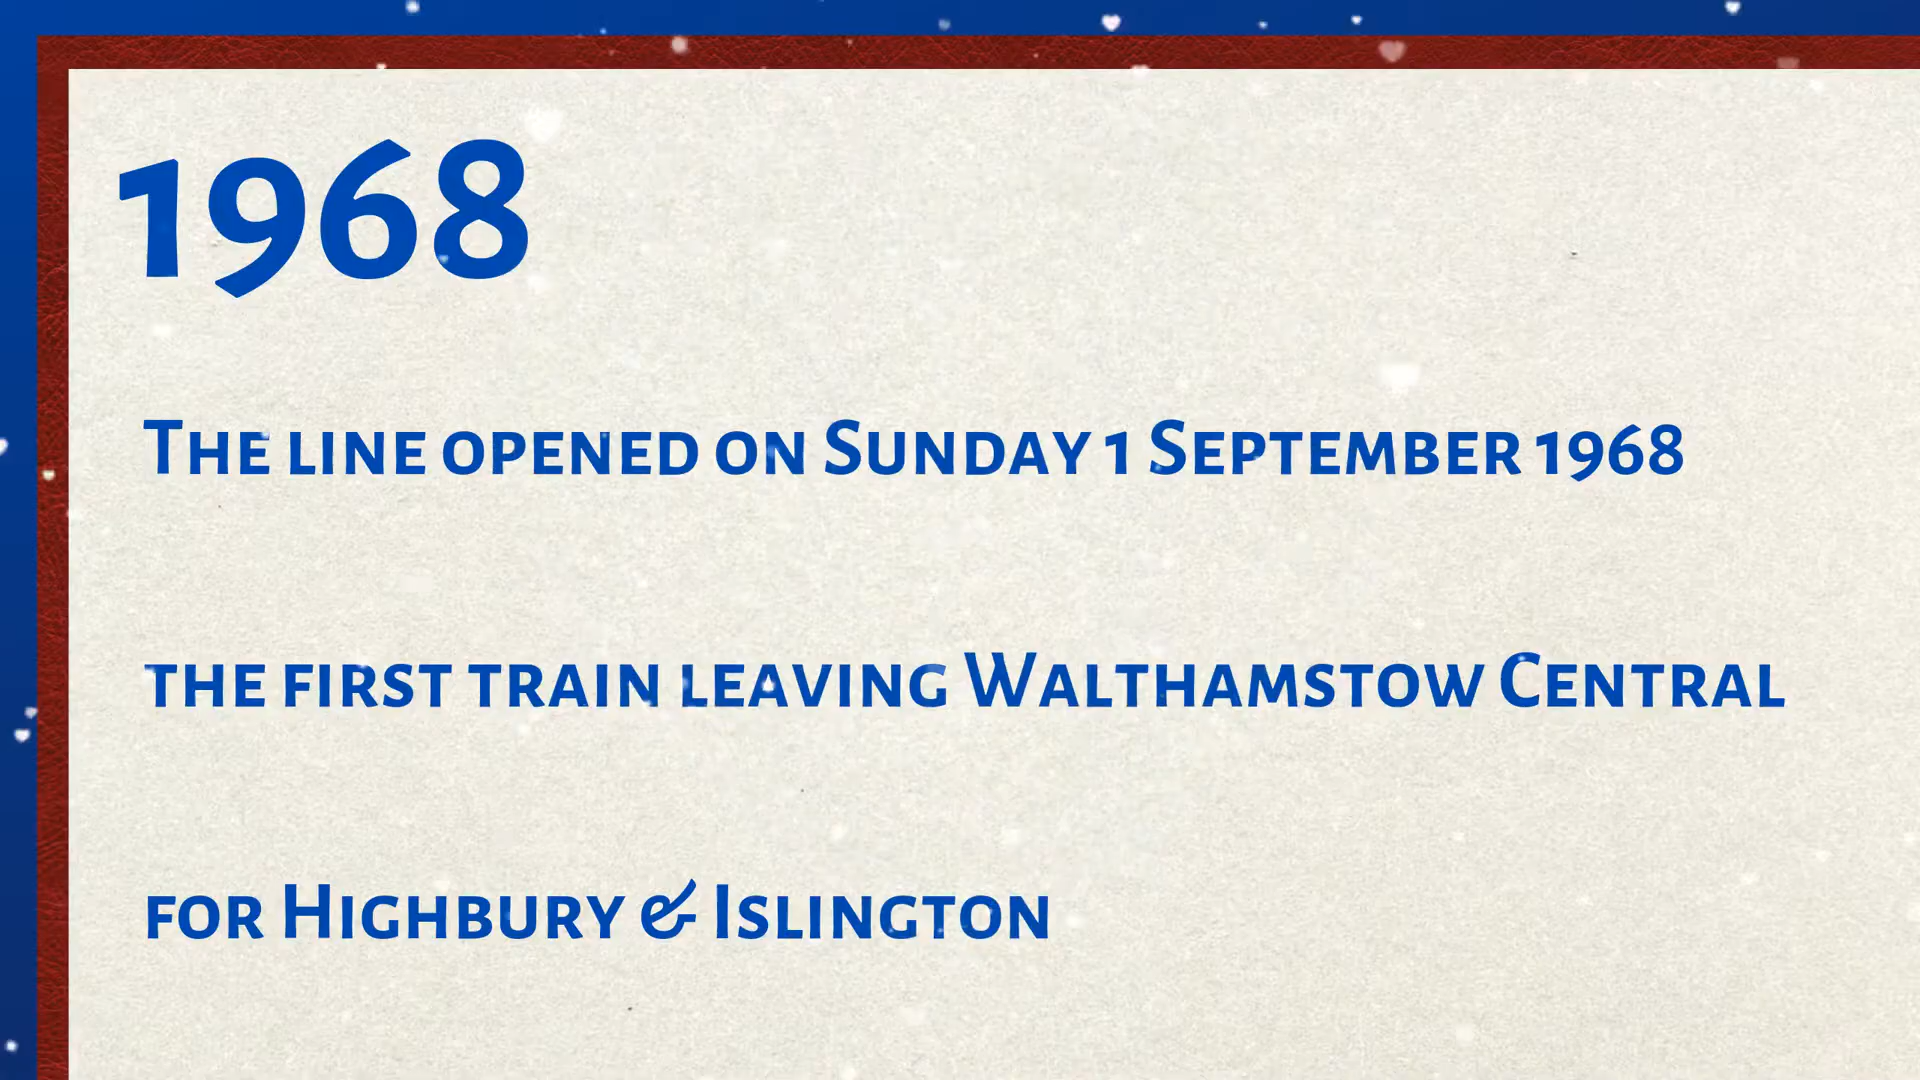 1968
The line opened on Sunday 1 September 1968
the first train leaving Walthamstow Central
for Highbury & Islington